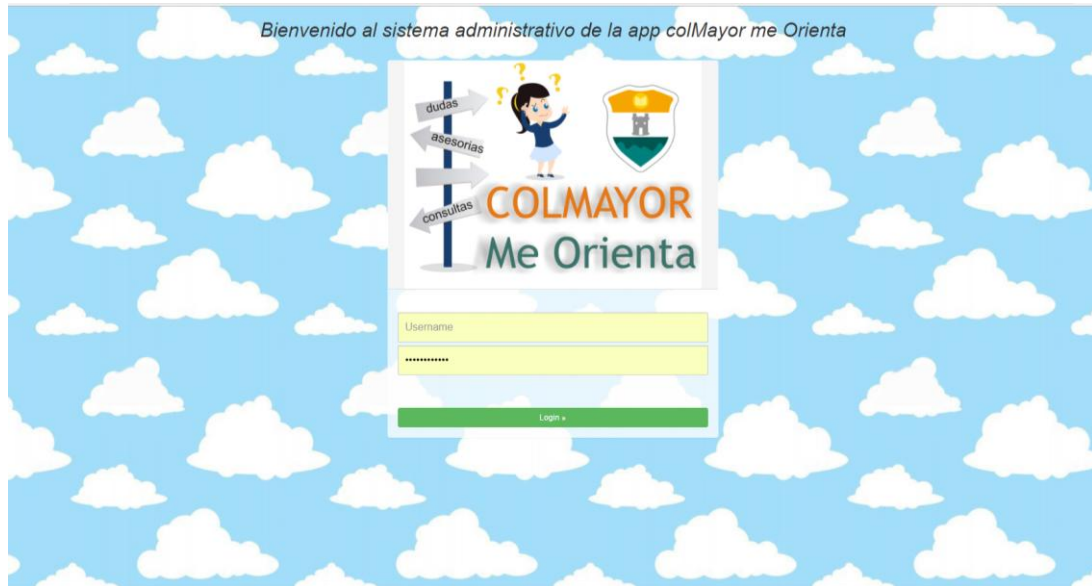 Bienvenido al sistema administrativo de la app colMayor me Orienta
dudas
asesorias
consultas
COLMAYOR
Me Orienta
Username
••••••••••••
Login »